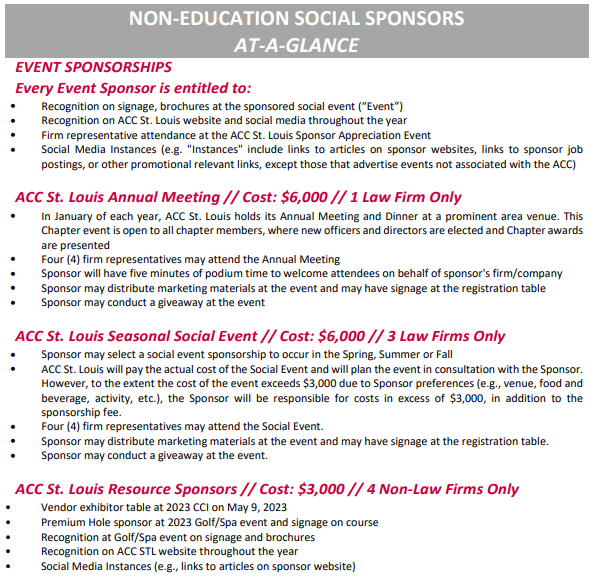 NON-EDUCATION SOCIAL SPONSORS
AT-A-GLANCE
EVENT SPONSORSHIPS
Every Event Sponsor is entitled to:
• Recognition on signage, brochures at the sponsored social event (“Event”)
• Recognition on ACC St. Louis website and social media throughout the year
• Firm representative attendance at the ACC St. Louis Sponsor Appreciation Event
• Social Media Instances (e.g. "Instances" include links to articles on sponsor websites, links to sponsor job
postings, or other promotional relevant links, except those that advertise events not associated with the ACC)
ACC St. Louis Annual Meeting // Cost: $6,000 // 1 Law Firm Only
• In January of each year, ACC St. Louis holds its Annual Meeting and Dinner at a prominent area venue. This
Chapter event is open to all chapter members, where new officers and directors are elected and Chapter awards
are presented
• Four (4) firm representatives may attend the Annual Meeting
• Sponsor will have five minutes of podium time to welcome attendees on behalf of sponsor's firm/company
• Sponsor may distribute marketing materials at the event and may have signage at the registration table
• Sponsor may conduct a giveaway at the event
ACC St. Louis Seasonal Social Event // Cost: $6,000 // 3 Law Firms Only
• Sponsor may select a social event sponsorship to occur in the Spring, Summer or Fall
• ACC St. Louis will pay the actual cost of the Social Event and will plan the event in consultation with the Sponsor.
However, to the extent the cost of the event exceeds $3,000 due to Sponsor preferences (e.g., venue, food and
beverage, activity, etc.), the Sponsor will be responsible for costs in excess of $3,000, in addition to the
sponsorship fee.
• Four (4) firm representatives may attend the Social Event.
• Sponsor may distribute marketing materials at the event and may have signage at the registration table.
• Sponsor may conduct a giveaway at the event.
ACC St. Louis Resource Sponsors // Cost: $3,000 // 4 Non-Law Firms Only
• Vendor exhibitor table at 2023 CCI on May 9, 2023
• Premium Hole sponsor at 2023 Golf/Spa event and signage on course
• Recognition at Golf/Spa event on signage and brochures
• Recognition on ACC STL website throughout the year
• Social Media Instances (e.g., links to articles on sponsor website)